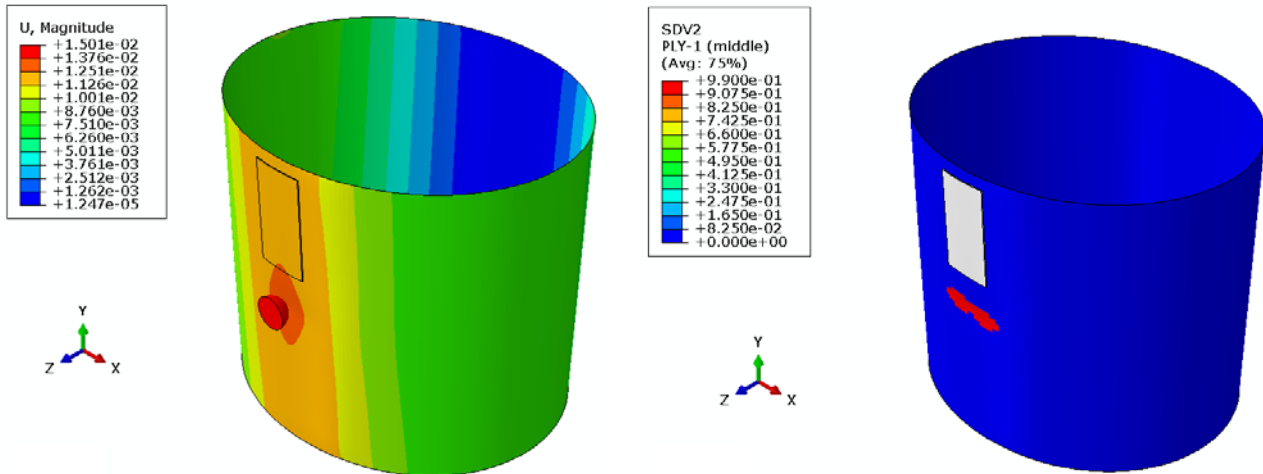 U, Magnitude
+1.501e-02
+1.376e-02
+1.251e-02
+1.126e-02
+1.001e-02
+8.760e-03
+7.510e-03
+6.260e-03
+5.011e-03
+3.761e-03
+2.512e-03
+1.262e-03
+1.247e-05
Y
Z
X
SDV2
PLY-1 (middle)
(Avg: 75%)
+9.900e-01
+9.075e-01
+8.250e-01
+7.425e-01
+6.600e-01
+5.775e-01
+4.950e-01
+4.125e-01
+3.300e-01
+2.475e-01
+1.650e-01
+8.250e-02
+0.000e+00
Y
Z
X